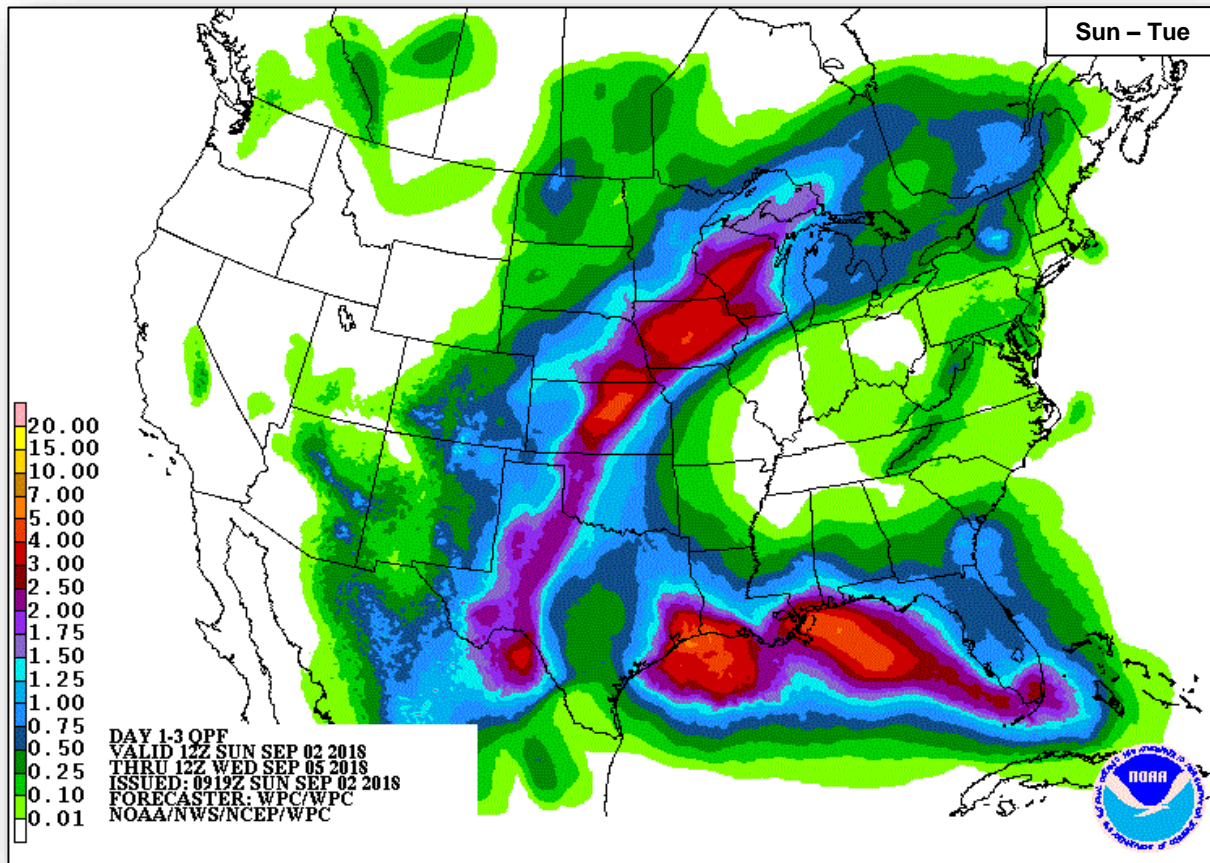 Sun – Tue
20.00
15.00
10.00
7.00
5.00
4.00
3.00
2.50
2.00
1.75
1.50
1.25
1.00
0.75
0.50
0.25
0.10
0.01
DAY 1-3 QPF
VALID 12Z SUN SEP 02 2018
THRU 12Z WED SEP 05 2018
ISSUED: 0919Z SUN SEP 02 2018
FORECASTER: WPC/WPC
NOAA/NWS/NCEP/WPC
NOAA